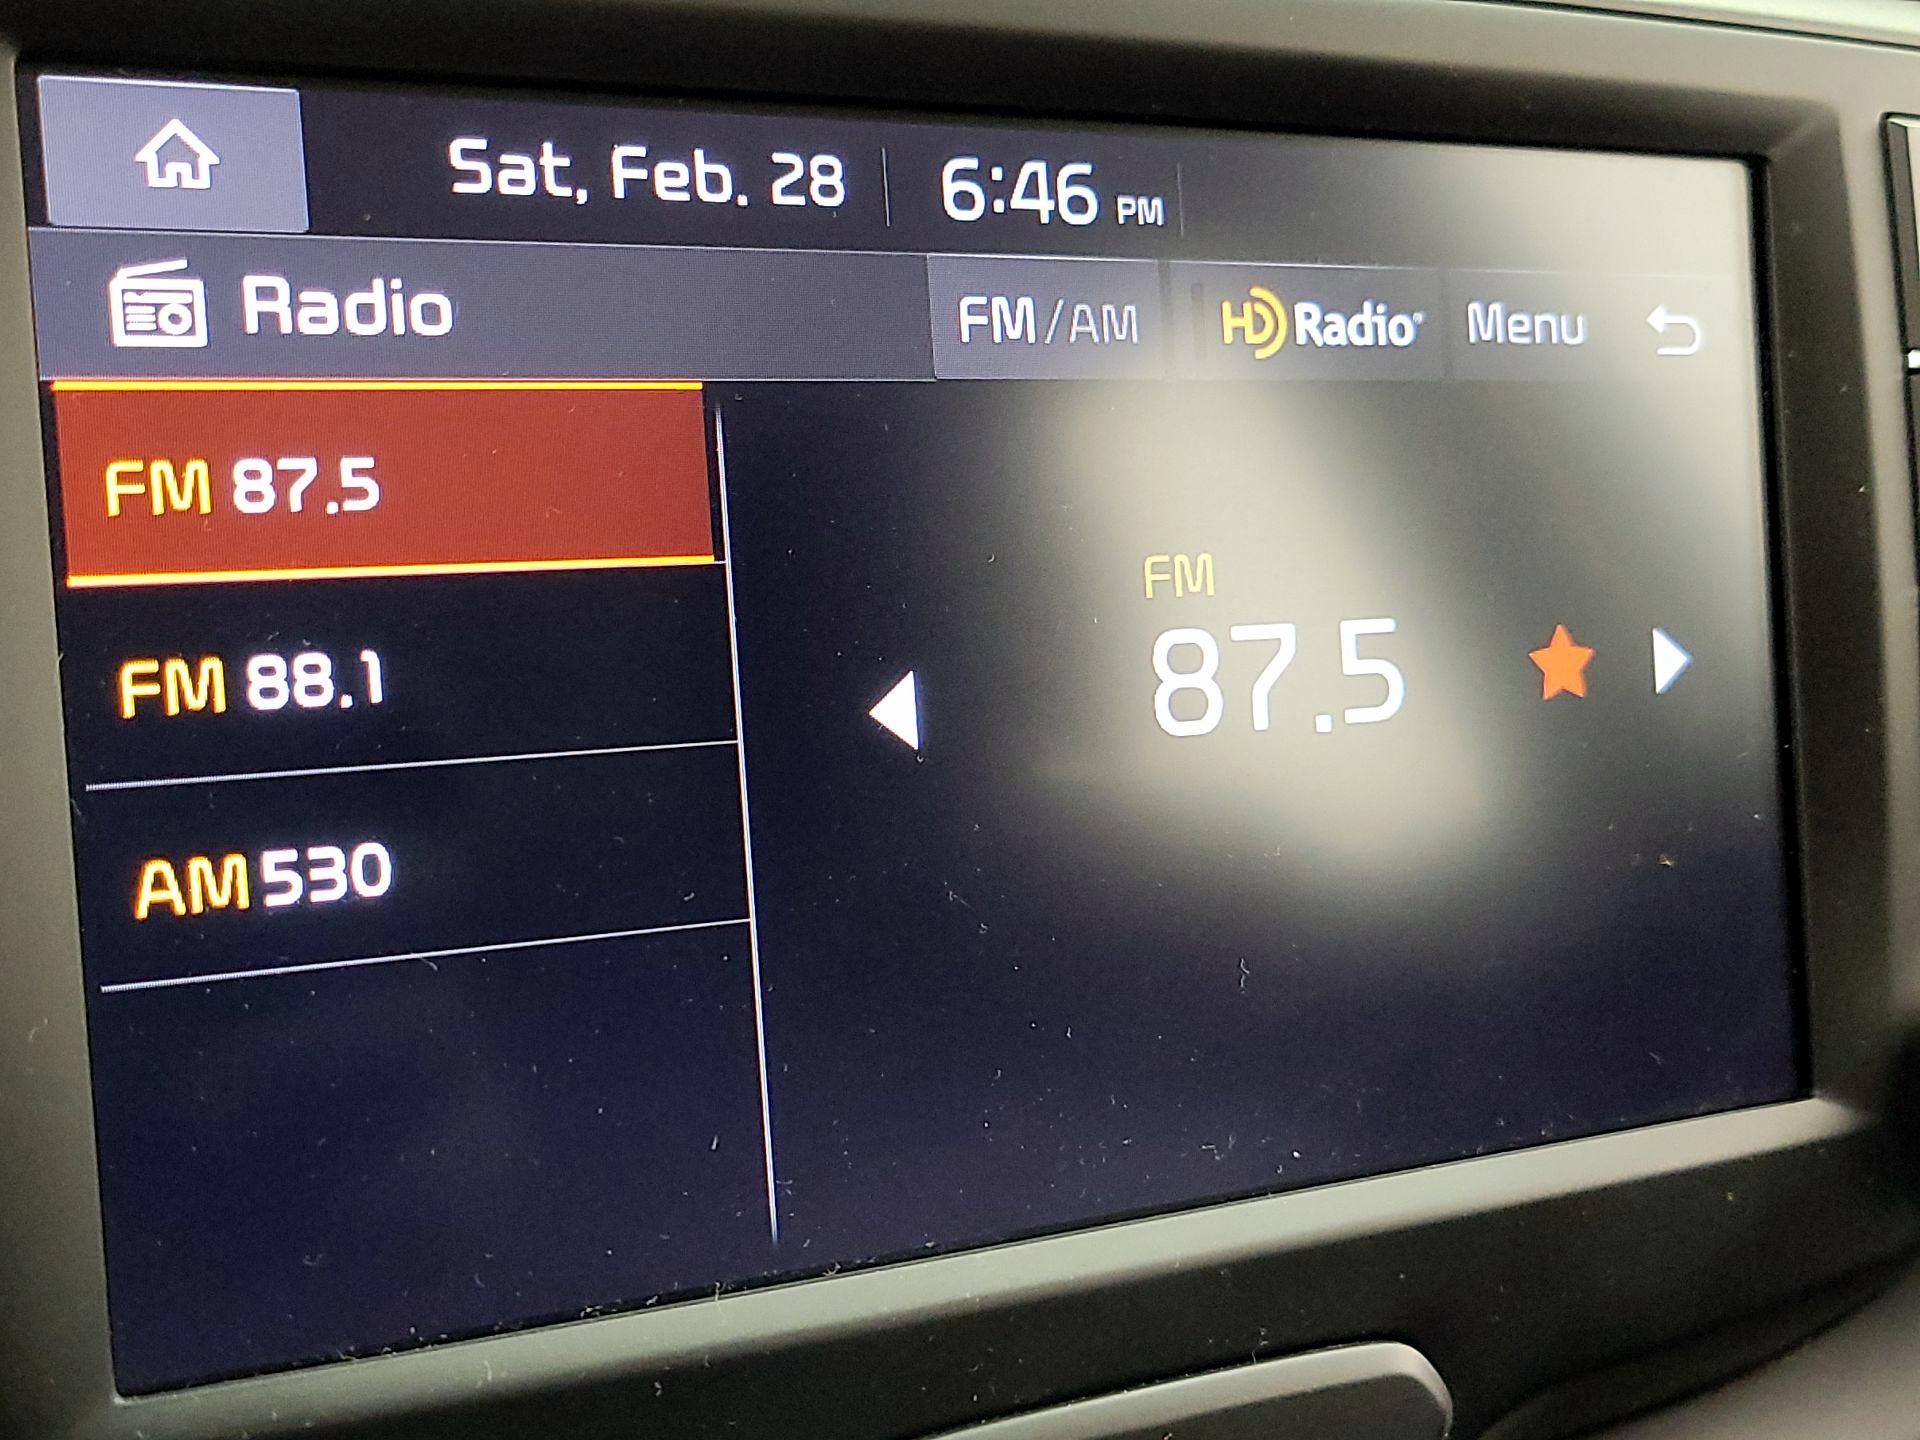 Sat, Feb. 28 6:46 PM
Radio FM/AM HD Radio® Menu
FM 87.5
FM 88.1
AM 530
FM
87.5